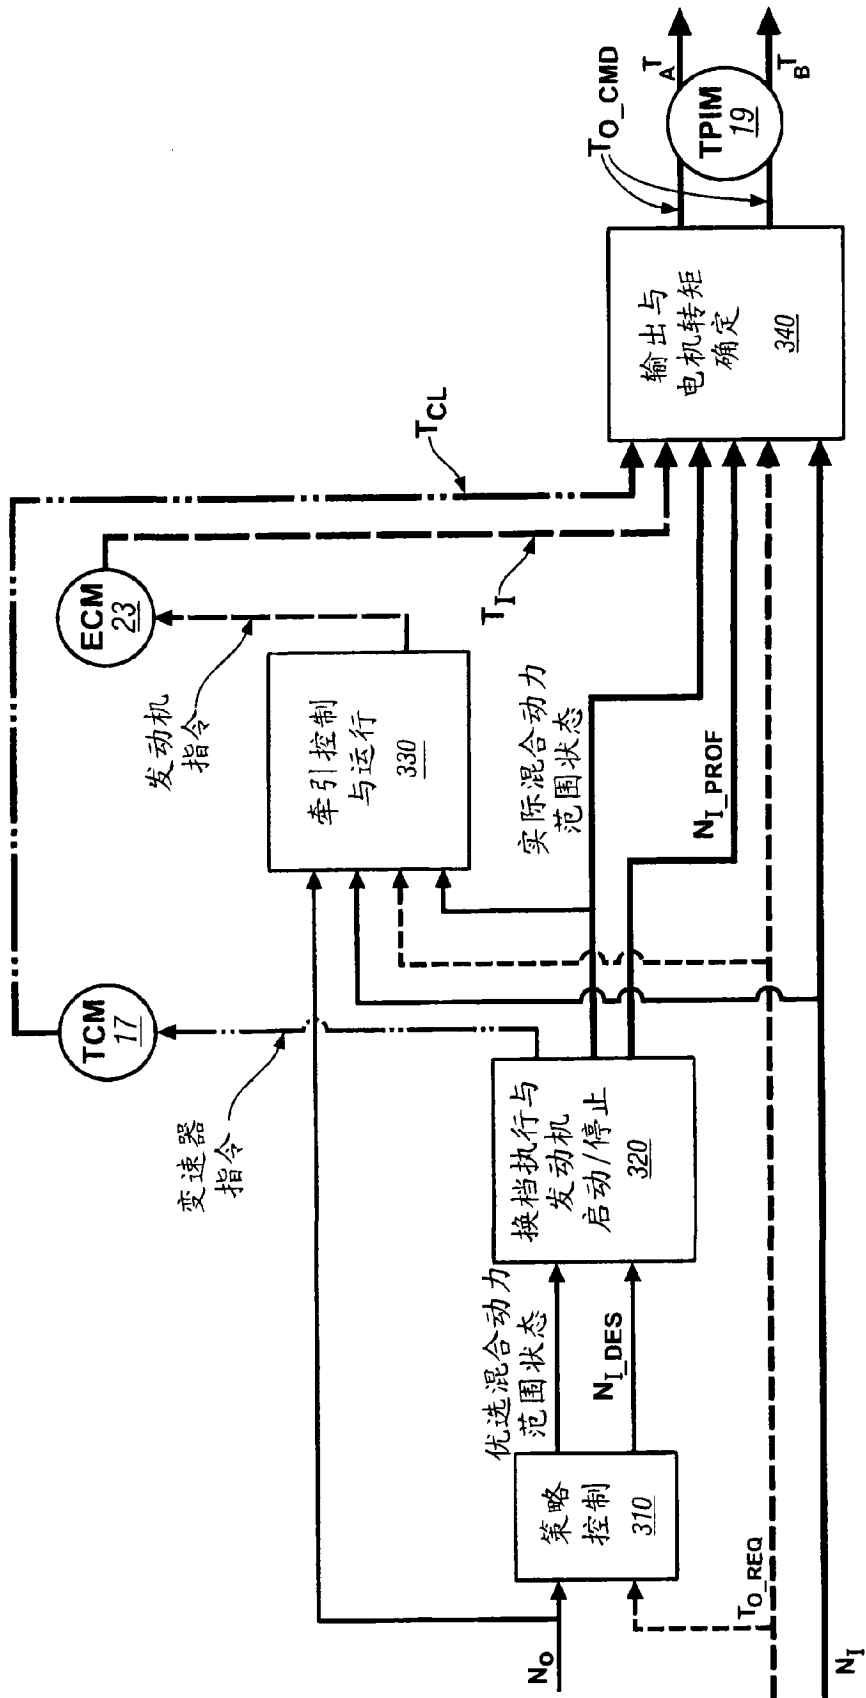 N_O
T_O_REQ
N_I
策略
控制
310
优选混合动力
范围状态
N_I_DES
换档执行与
发动机
启动/停止
320
变速器
指令
TCM
17
牵引控制
与运行
330
发动机
指令
ECM
23
实际混合动力
范围状态
N_I_PROF
T_CL
T_I
输出与
电机转矩
确定
340
T_O_CMD
TPIM
19
T_A
T_B